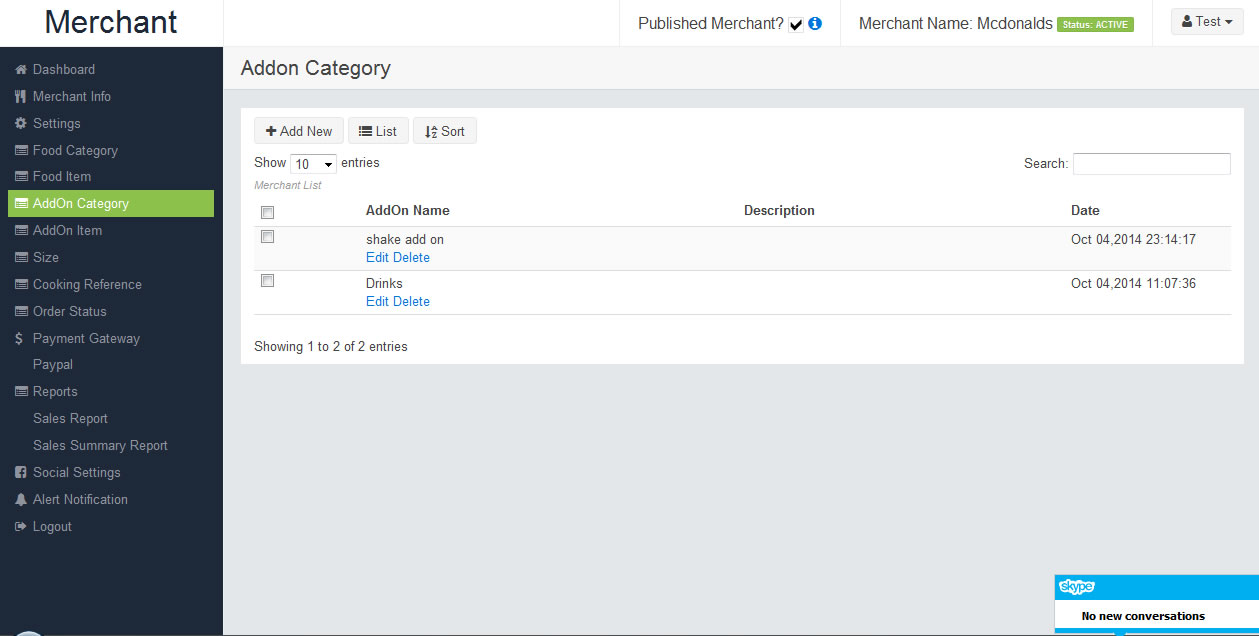 Merchant
Published Merchant?
Merchant Name: Mcdonalds Status: ACTIVE
Test
Dashboard
Merchant Info
Settings
Food Category
Food Item
AddOn Category
AddOn Item
Size
Cooking Reference
Order Status
Payment Gateway
Paypal
Reports
Sales Report
Sales Summary Report
Social Settings
Alert Notification
Logout
Addon Category
Add New List Sort
Show 10 entries Search:
Merchant List
AddOn Name Description Date
shake add on Oct 04,2014 23:14:17
Edit Delete
Drinks Oct 04,2014 11:07:36
Edit Delete
Showing 1 to 2 of 2 entries
skype
No new conversations